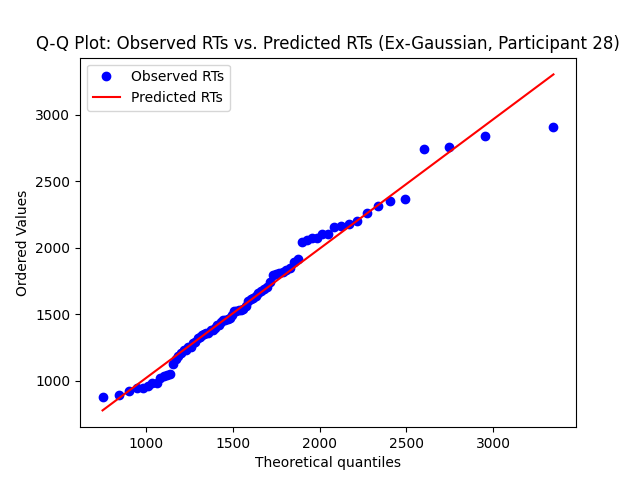 Q-Q Plot: Observed RTs vs. Predicted RTs (Ex-Gaussian, Participant 28)
Observed RTs
Predicted RTs
3000
2500
2000
1500
1000
Ordered Values
1000 1500 2000 2500 3000
Theoretical quantiles